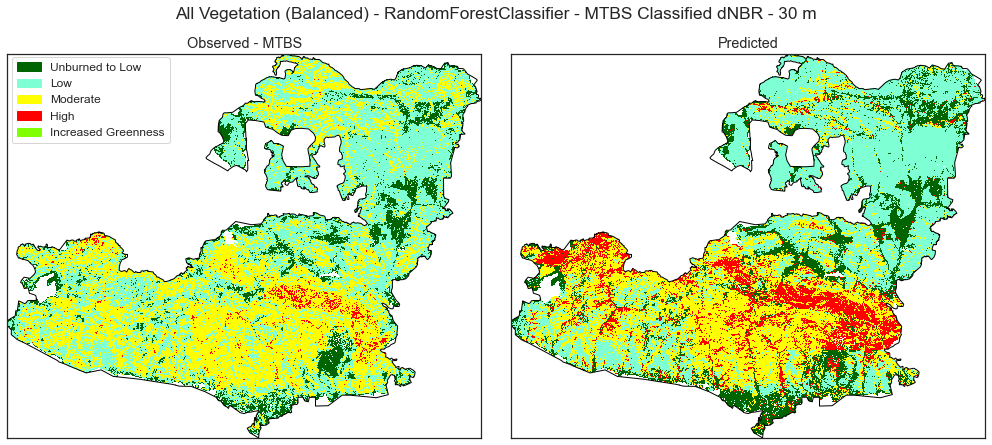 All Vegetation (Balanced) - RandomForestClassifier - MTBS Classified dNBR - 30 m
Observed - MTBS
Predicted
Unburned to Low
Low
Moderate
High
Increased Greenness